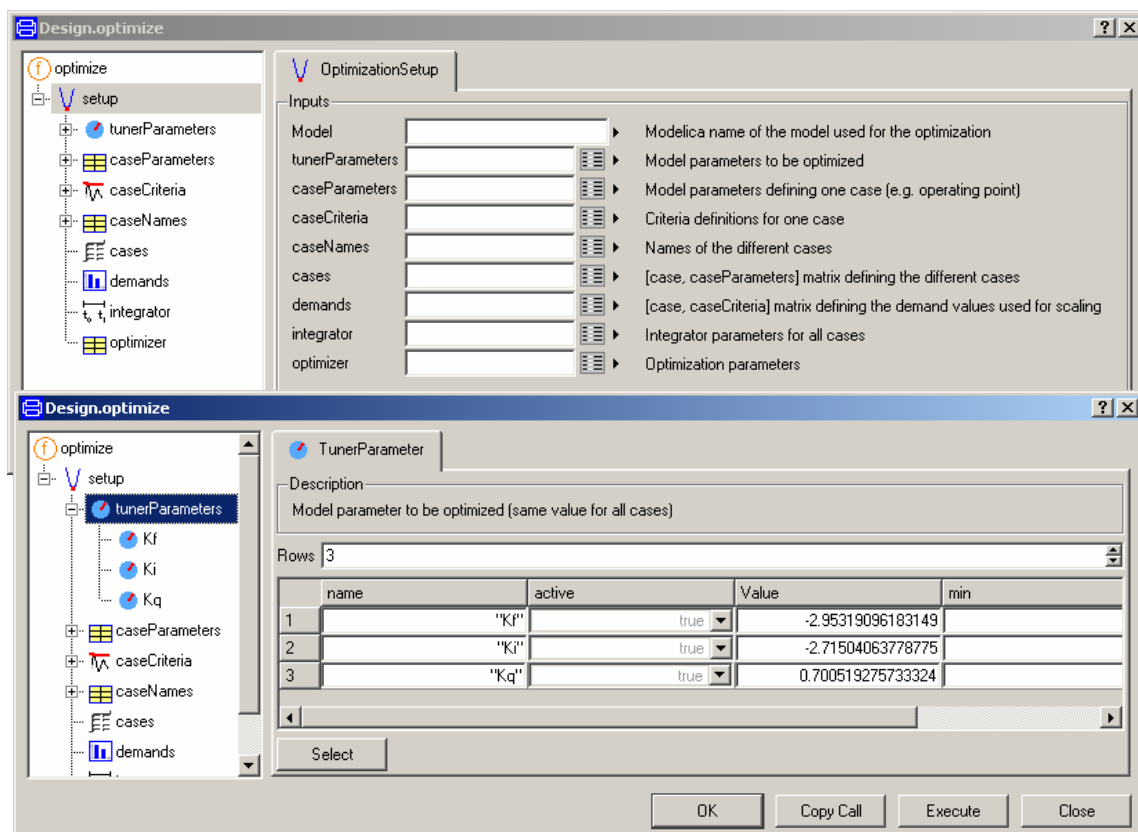 Design.optimize
optimize
setup
tunerParameters
caseParameters
caseCriteria
caseNames
cases
demands
integrator
optimizer
OptimizationSetup
Inputs
Model Modelica name of the model used for the optimization
tunerParameters Model parameters to be optimized
caseParameters Model parameters defining one case (e.g. operating point)
caseCriteria Criteria definitions for one case
caseNames Names of the different cases
cases [case, caseParameters] matrix defining the different cases
demands [case, caseCriteria] matrix defining the demand values used for scaling
integrator Integrator parameters for all cases
optimizer Optimization parameters
Design.optimize
optimize
setup
tunerParameters
Kf
Ki
Kq
caseParameters
caseCriteria
caseNames
cases
demands
TunerParameter
Description
Model parameter to be optimized (same value for all cases)
Rows 3
name active Value min
1 "Kf" true -2.95319096183149
2 "Ki" true -2.71504063778775
3 "Kq" true 0.700519275733324
Select
OK Copy Call Execute Close